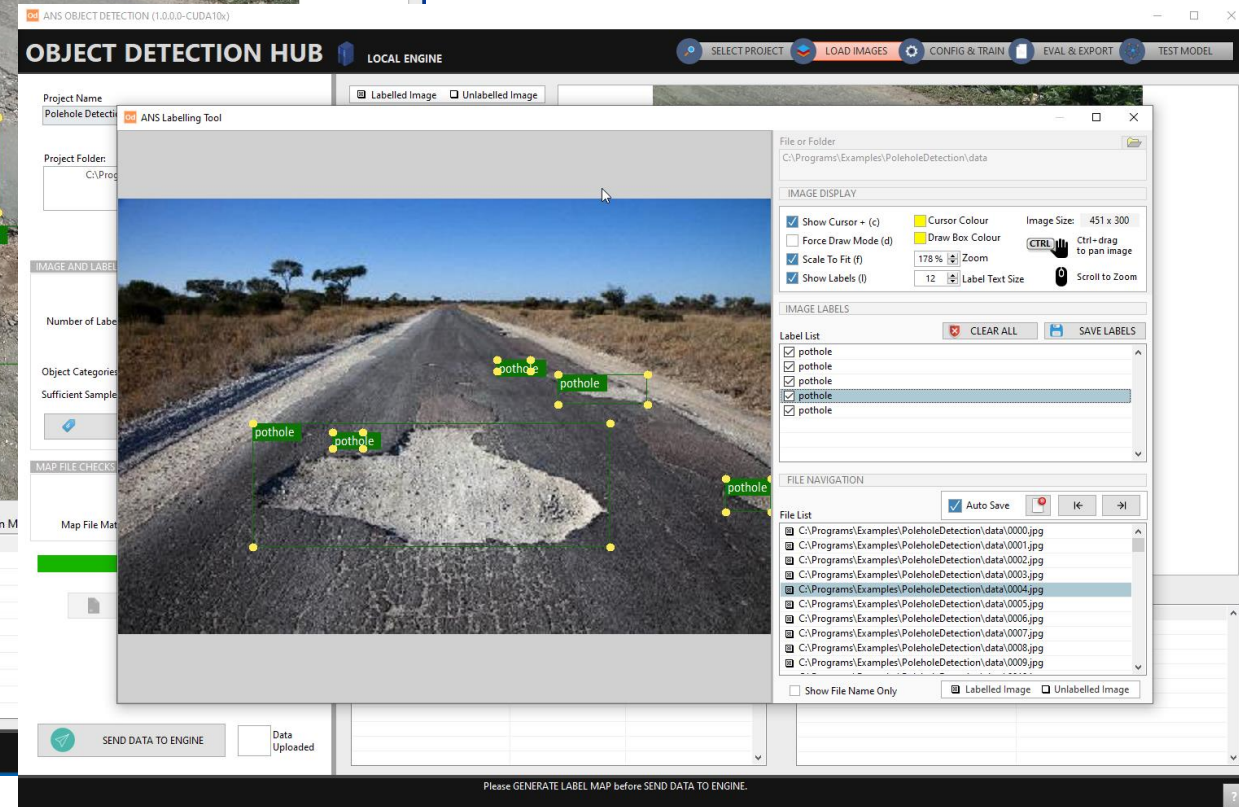 ANS OBJECT DETECTION (1.0.0.0-CUDA10x)
OBJECT DETECTION HUB
LOCAL ENGINE
SELECT PROJECT
LOAD IMAGES
CONFIG & TRAIN
EVAL & EXPORT
TEST MODEL
Project Name
Labelled Image
Unlabelled Image
Polehole Detecti
Project Folder:
C:\Prog
IMAGE AND LABEL
Number of Labe
Object Categories
Sufficient Sample
MAP FILE CHECKS
Map File Mat
SEND DATA TO ENGINE
Data
Uploaded
ANS Labelling Tool
pothole
pothole
pothole
pothole
pothole
File or Folder
C:\Programs\Examples\PoleholeDetection\data
IMAGE DISPLAY
Show Cursor + (c)
Cursor Colour
Image Size: 451 x 300
Force Draw Mode (d)
Draw Box Colour
CTRL
Ctrl+drag
to pan image
Scale To Fit (f)
178 % Zoom
Show Labels (l)
12 Label Text Size
Scroll to Zoom
IMAGE LABELS
Label List
CLEAR ALL
SAVE LABELS
pothole
pothole
pothole
pothole
pothole
FILE NAVIGATION
File List
Auto Save
C:\Programs\Examples\PoleholeDetection\data\0000.jpg
C:\Programs\Examples\PoleholeDetection\data\0001.jpg
C:\Programs\Examples\PoleholeDetection\data\0002.jpg
C:\Programs\Examples\PoleholeDetection\data\0003.jpg
C:\Programs\Examples\PoleholeDetection\data\0004.jpg
C:\Programs\Examples\PoleholeDetection\data\0005.jpg
C:\Programs\Examples\PoleholeDetection\data\0006.jpg
C:\Programs\Examples\PoleholeDetection\data\0007.jpg
C:\Programs\Examples\PoleholeDetection\data\0008.jpg
C:\Programs\Examples\PoleholeDetection\data\0009.jpg
Show File Name Only
Labelled Image
Unlabelled Image
Please GENERATE LABEL MAP before SEND DATA TO ENGINE.